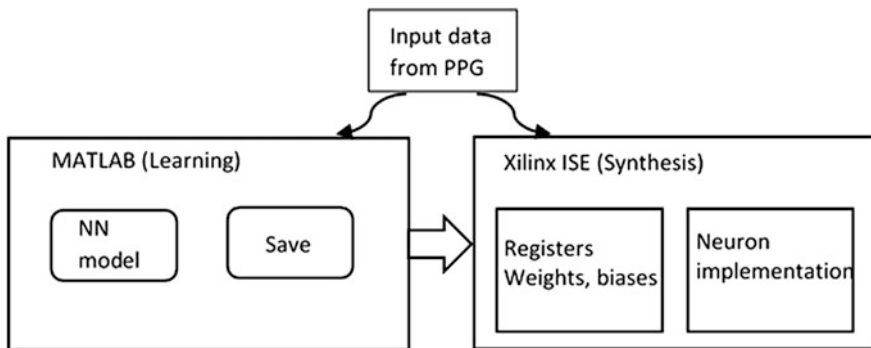 Input data
from PPG
MATLAB (Learning)
NN
model
Save
Xilinx ISE (Synthesis)
Registers
Weights, biases
Neuron
implementation